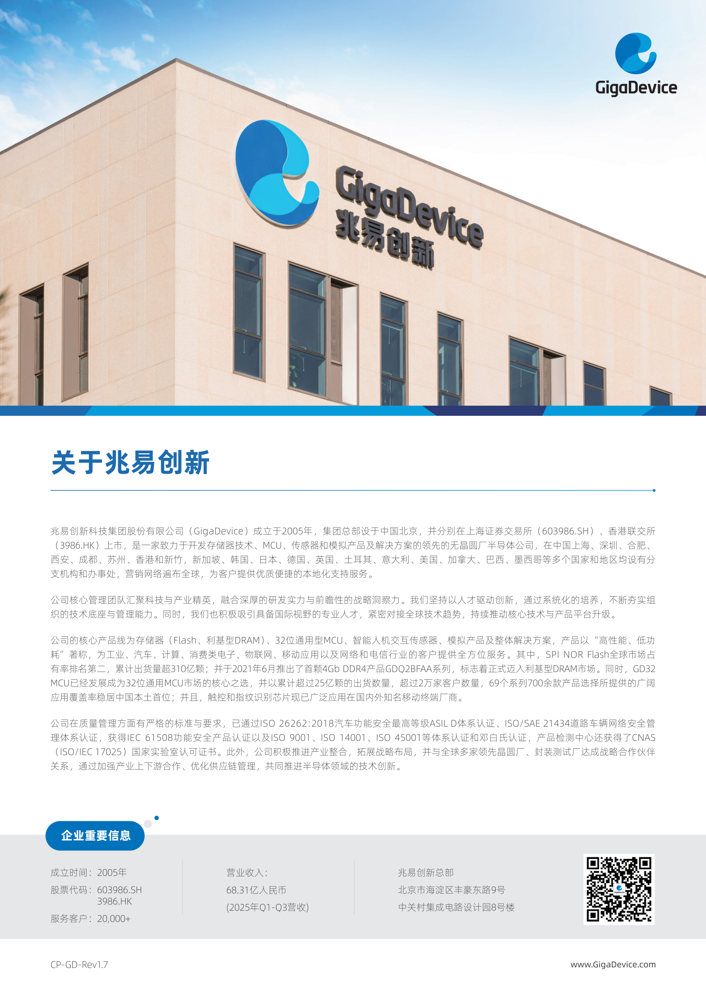 GigaDevice
GigaDevice
兆易创新
关于兆易创新
兆易创新科技集团股份有限公司（GigaDevice）成立于2005年，集团总部设于中国北京，并分别在上海证券交易所（603986.SH）、香港联交所
（3986.HK）上市，是一家致力于开发存储器技术、MCU、传感器和模拟产品及解决方案的领先的无晶圆厂半导体公司，在中国上海、深圳、合肥、
西安、成都、苏州、香港和新竹，新加坡、韩国、日本、德国、英国、土耳其、意大利、美国、加拿大、巴西、墨西哥等多个国家和地区均设有分
支机构和办事处，营销网络遍布全球，为客户提供优质便捷的本地化支持服务。
公司核心管理团队汇聚科技与产业精英，融合深厚的研发实力与前瞻性的战略洞察力。我们坚持以人才驱动创新，通过系统化的培养，不断夯实组
织的技术底座与管理能力。同时，我们也积极吸引具备国际视野的专业人才，紧密对接全球技术趋势，持续推动核心技术与产品平台升级。
公司的核心产品线为存储器（Flash、利基型DRAM）、32位通用型MCU、智能人机交互传感器、模拟产品及整体解决方案，产品以“高性能、低功
耗”著称，为工业、汽车、计算、消费类电子、物联网、移动应用以及网络和电信行业的客户提供全方位服务。其中，SPI NOR Flash全球市场占
有率排名第二，累计出货量超310亿颗；并于2021年6月推出了首颗4Gb DDR4产品GDQ2BFAA系列，标志着正式迈入利基型DRAM市场。同时，GD32
MCU已经发展成为32位通用MCU市场的核心之选，并以累计超过25亿颗的出货数量，超过2万家客户数量，69个系列700余款产品选择所提供的广阔
应用覆盖率稳居中国本土首位；并且，触控和指纹识别芯片现已广泛应用在国内外知名移动终端厂商。
公司在质量管理方面有严格的标准与要求，已通过ISO 26262:2018汽车功能安全最高等级ASIL D体系认证、ISO/SAE 21434道路车辆网络安全管
理体系认证，获得IEC 61508功能安全产品认证以及ISO 9001、ISO 14001、ISO 45001等体系认证和邓白氏认证，产品检测中心还获得了CNAS
（ISO/IEC 17025）国家实验室认可证书。此外，公司积极推进产业整合，拓展战略布局，并与全球多家领先晶圆厂、封装测试厂达成战略合作伙伴
关系，通过加强产业上下游合作、优化供应链管理，共同推进半导体领域的技术创新。
企业重要信息
成立时间：2005年
股票代码：603986.SH
3986.HK
服务客户：20,000+
营业收入：
68.31亿人民币
(2025年Q1-Q3营收)
兆易创新总部
北京市海淀区丰豪东路9号
中关村集成电路设计园8号楼
GigaDevice
CP-GD-Rev1.7
www.GigaDevice.com